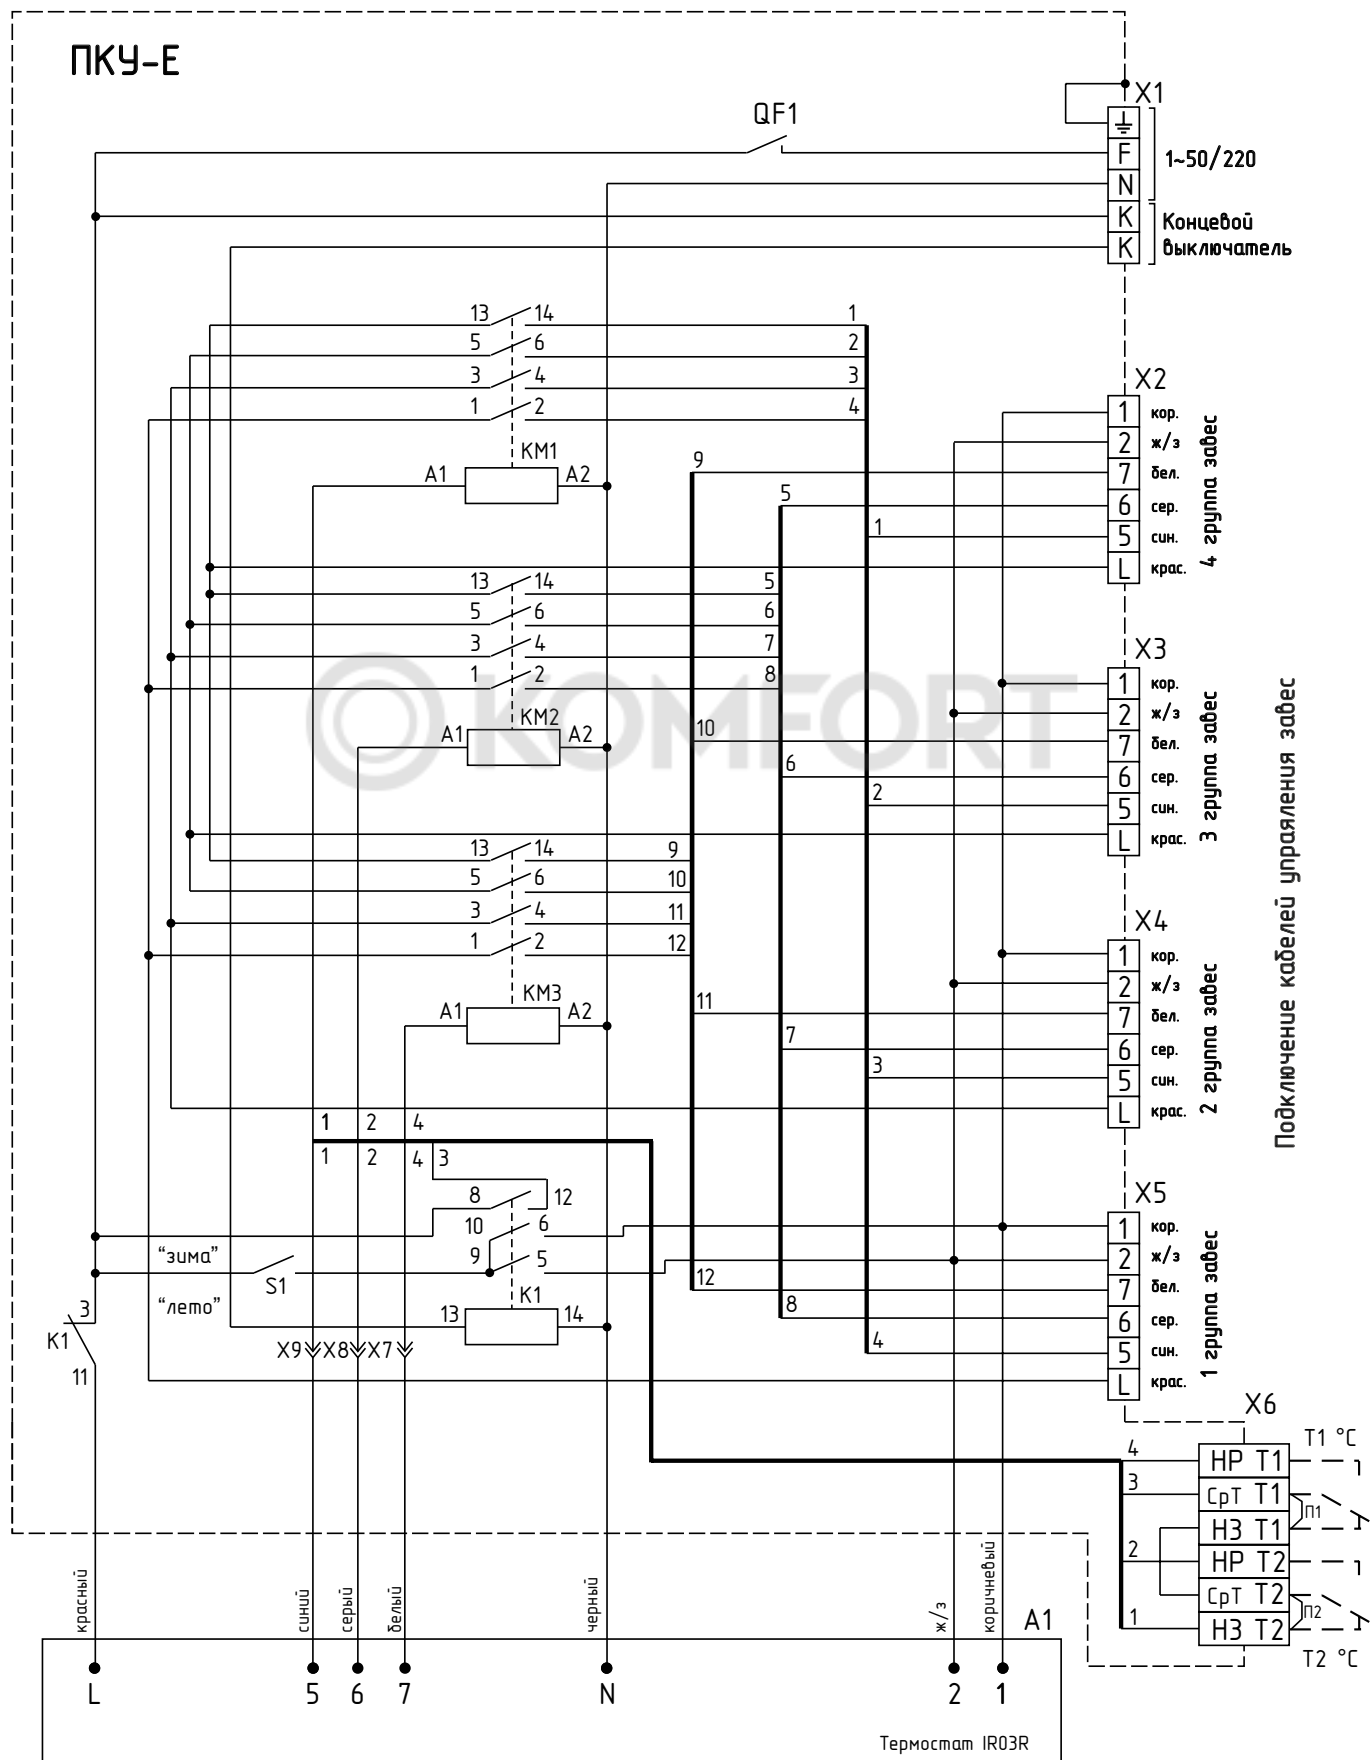 ПКУ-Е
QF1
X1
F
N
K
K
1~50/220
Концевой
выключатель
13 14 1
5 6 2
3 4 3
1 2 4
KM1
A1 A2
X2
1 кор.
2 ж/з
7 бел.
6 сер.
5 син.
L крас.
4 группа завес
9
5
1
13 14 5
5 6 6
3 4 7
1 2 8
KM2
A1 A2
KOMFORT
X3
1 кор.
2 ж/з
7 бел.
6 сер.
5 син.
L крас.
3 группа завес
10
6
2
Подключение кабелей упраяления завес
13 14 9
5 6 10
3 4 11
1 2 12
KM3
A1 A2
X4
1 кор.
2 ж/з
7 бел.
6 сер.
5 син.
L крас.
2 группа завес
11
7
3
1 2 4
1 2 4 3
8 12
10 6
9 5
"зима"
S1
"лето"
K1
13 14
3
K1
11
X9 X8 X7
X5
1 кор.
2 ж/з
7 бел.
6 сер.
5 син.
L крас.
1 группа завес
12
8
4
X6
T1 °C
4 НР T1
3 СрТ T1
П1
НЗ T1
2 НР T2
СрТ T2
П2
1 НЗ T2
T2 °C
красный
синий
серый
белый
черный
ж/з
коричневый
A1
L 5 6 7 N 2 1
Термостат IR03R